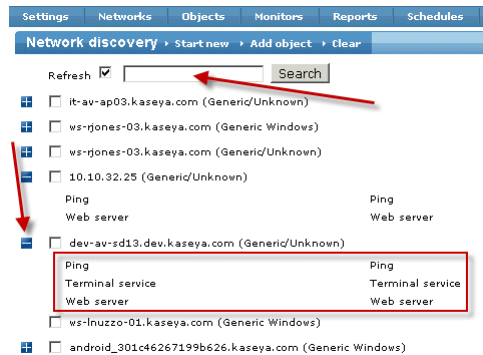 Settings Networks Objects Monitors Reports Schedules
Network discovery › Start new › Add object › Clear
Refresh Search
it-av-ap03.kaseya.com (Generic/Unknown)
ws-rjones-03.kaseya.com (Generic Windows)
ws-rjones-03.kaseya.com (Generic/Unknown)
10.10.32.25 (Generic/Unknown)
Ping Ping
Web server Web server
dev-av-sd13.dev.kaseya.com (Generic/Unknown)
Ping Ping
Terminal service Terminal service
Web server Web server
ws-lnuzzo-01.kaseya.com (Generic Windows)
android_301c46267199b626.kaseya.com (Generic Windows)